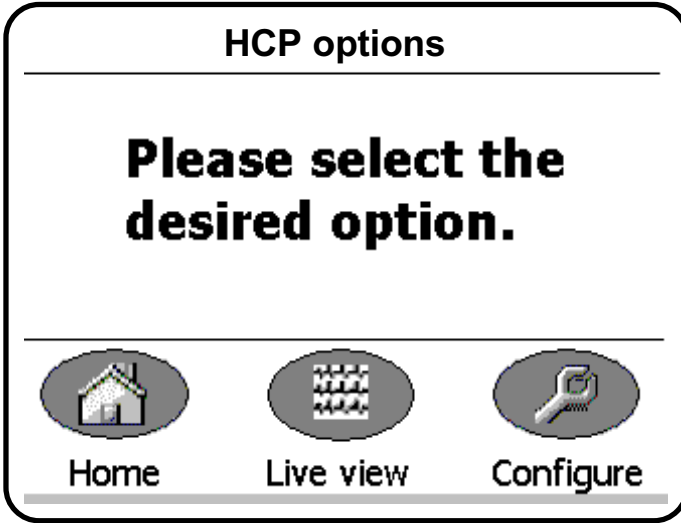 HCP options
Please select the
desired option.
Home Live view Configure